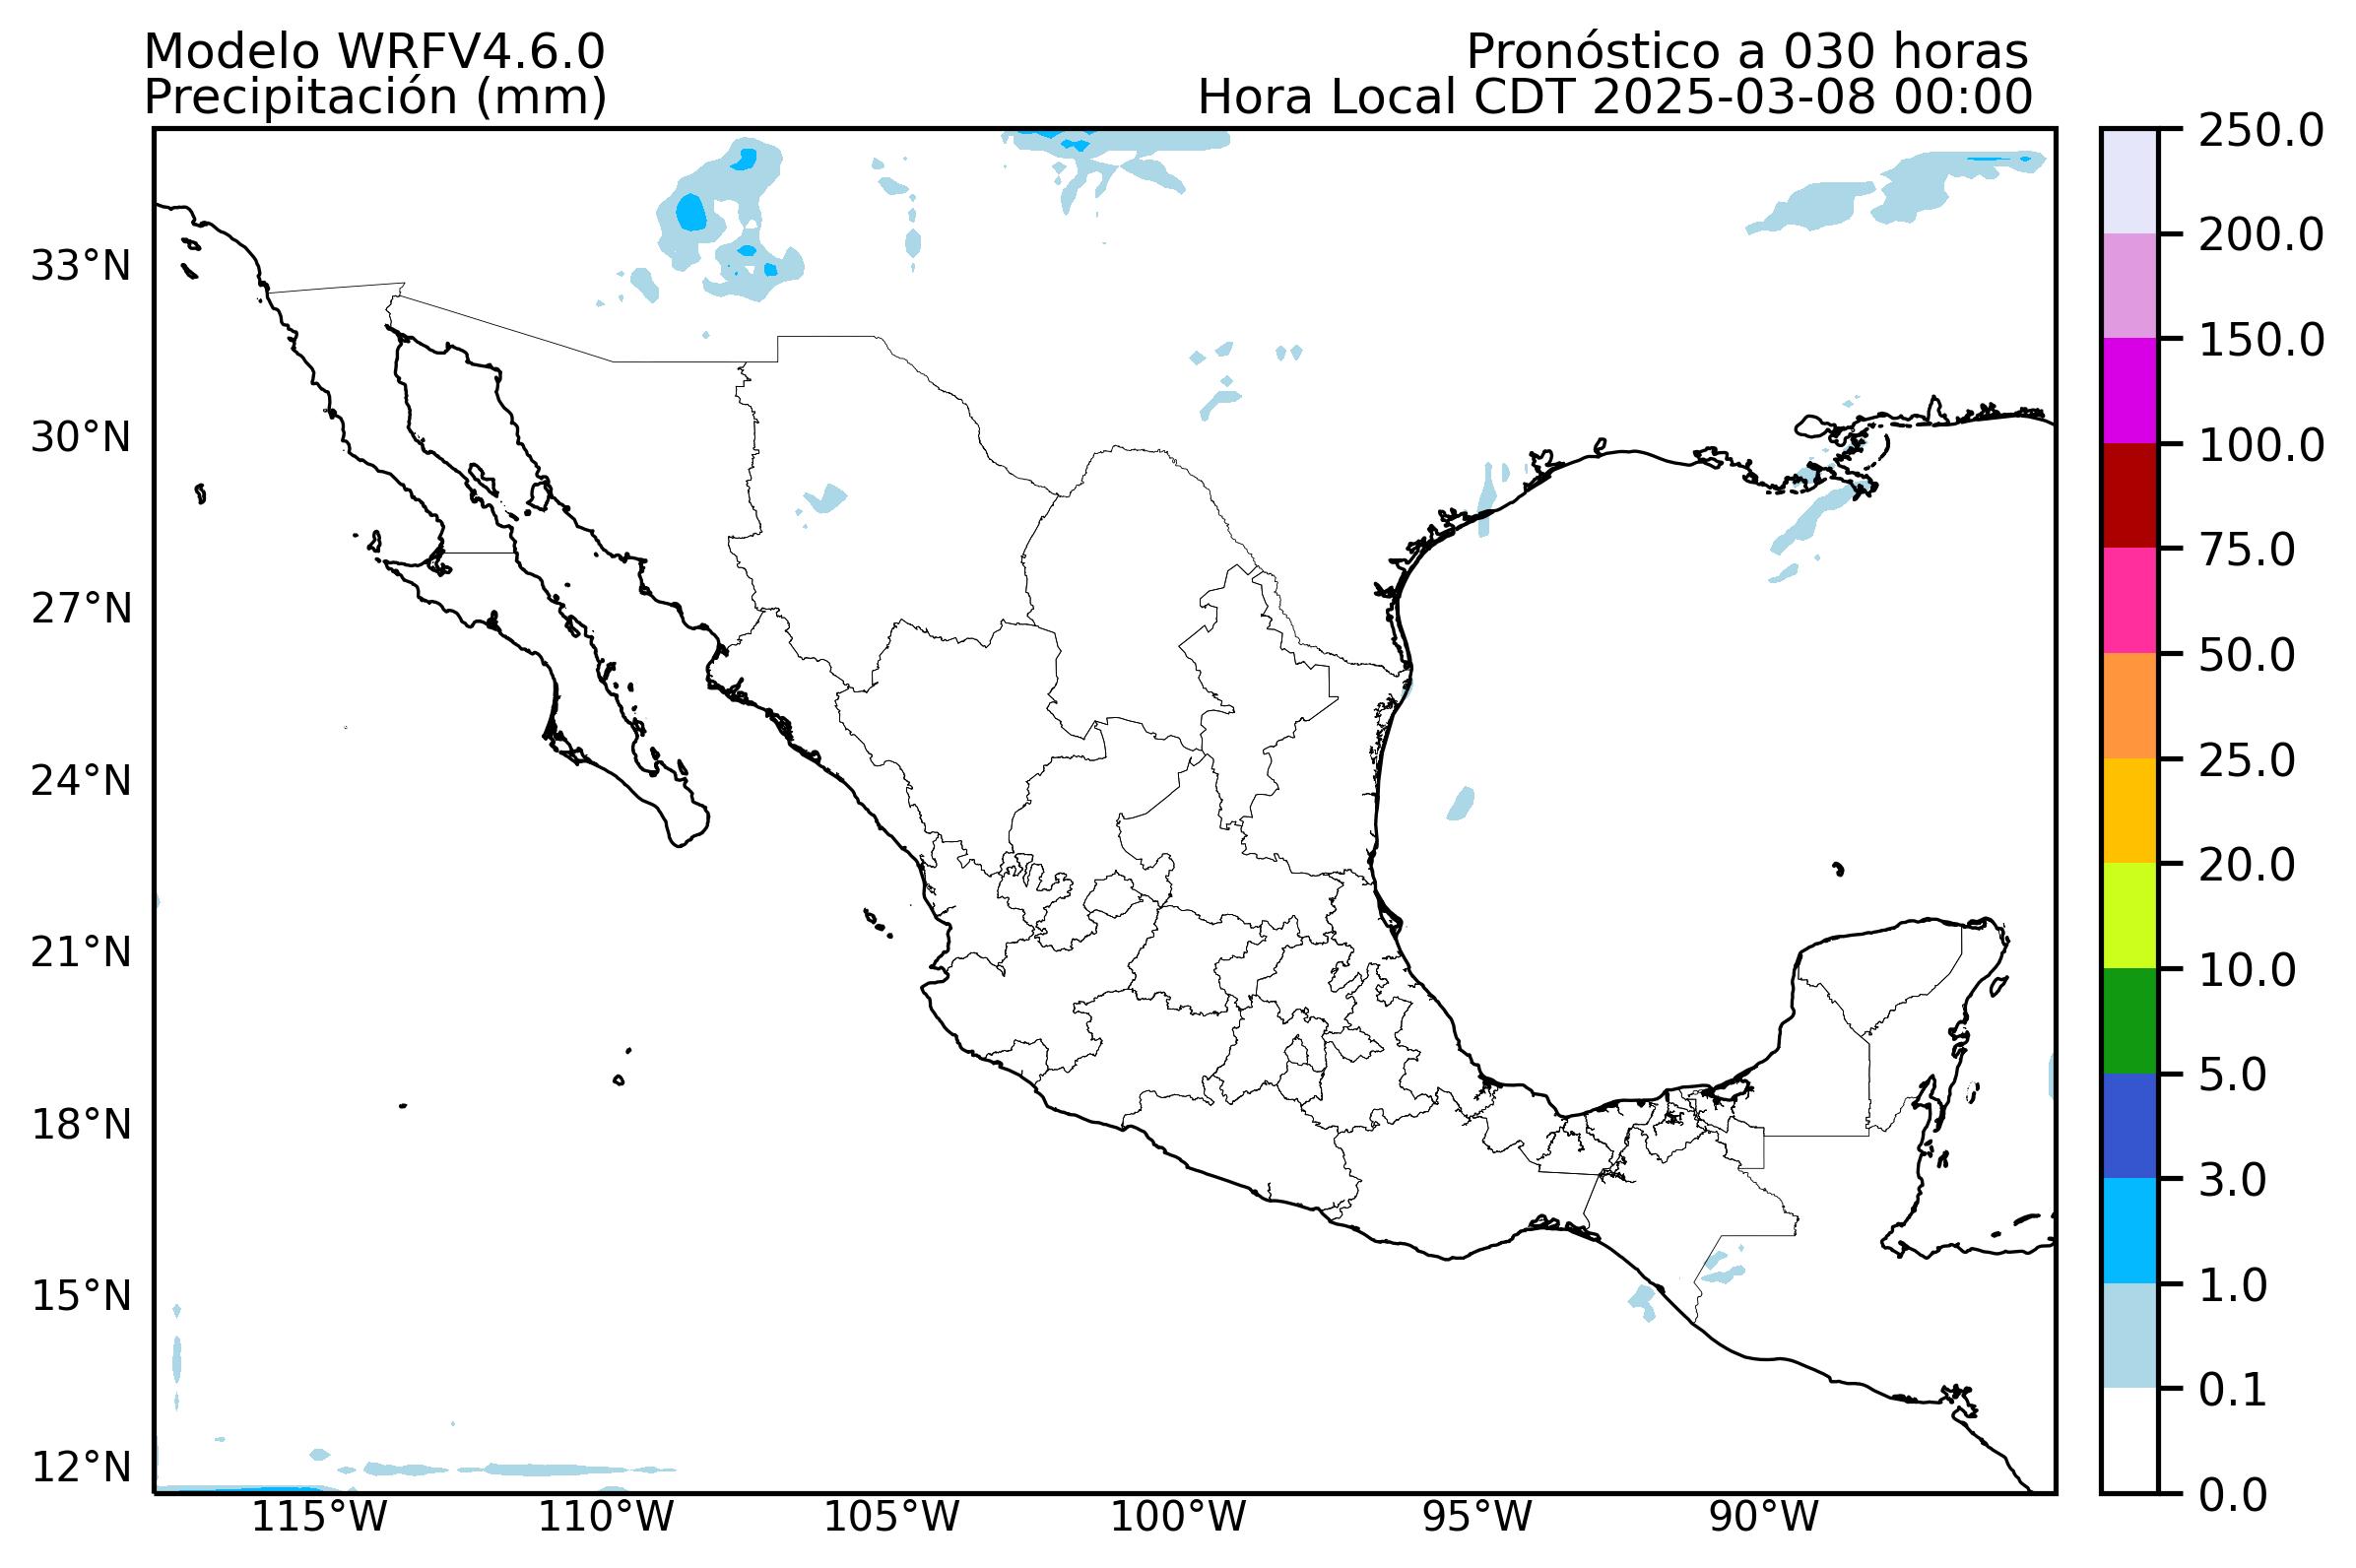 Modelo WRFV4.6.0
Pronóstico a 030 horas
Precipitación (mm)
Hora Local CDT 2025-03-08 00:00
33°N
30°N
27°N
24°N
21°N
18°N
15°N
12°N
115°W
110°W
105°W
100°W
95°W
90°W
250.0
200.0
150.0
100.0
75.0
50.0
25.0
20.0
10.0
5.0
3.0
1.0
0.1
0.0